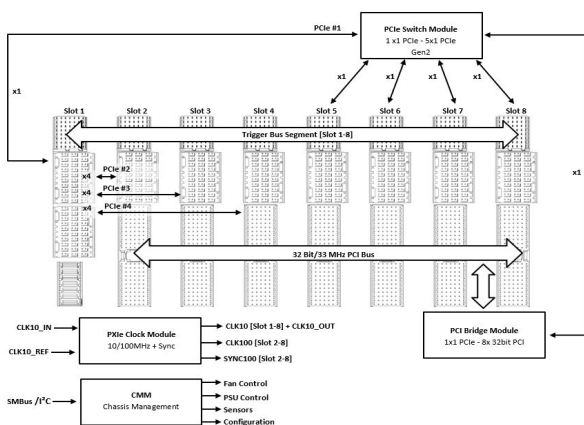 PCIe #1
PCIe Switch Module
1 x1 PCIe - 5x1 PCIe
Gen2
x1
x1
x1
x1
x1
Slot 1
Slot 2
Slot 3
Slot 4
Slot 5
Slot 6
Slot 7
Slot 8
Trigger Bus Segment [Slot 1-8]
PCIe #2
x4
x4
PCIe #3
x4
PCIe #4
x1
32 Bit/33 MHz PCI Bus
CLK10_IN
CLK10_REF
PXIe Clock Module
10/100MHz + Sync
CLK10 [Slot 1-8] + CLK10_OUT
CLK100 [Slot 2-8]
SYNC100 [Slot 2-8]
PCI Bridge Module
1x1 PCIe - 8x 32bit PCI
SMBus /I²C
CMM
Chassis Management
Fan Control
PSU Control
Sensors
Configuration